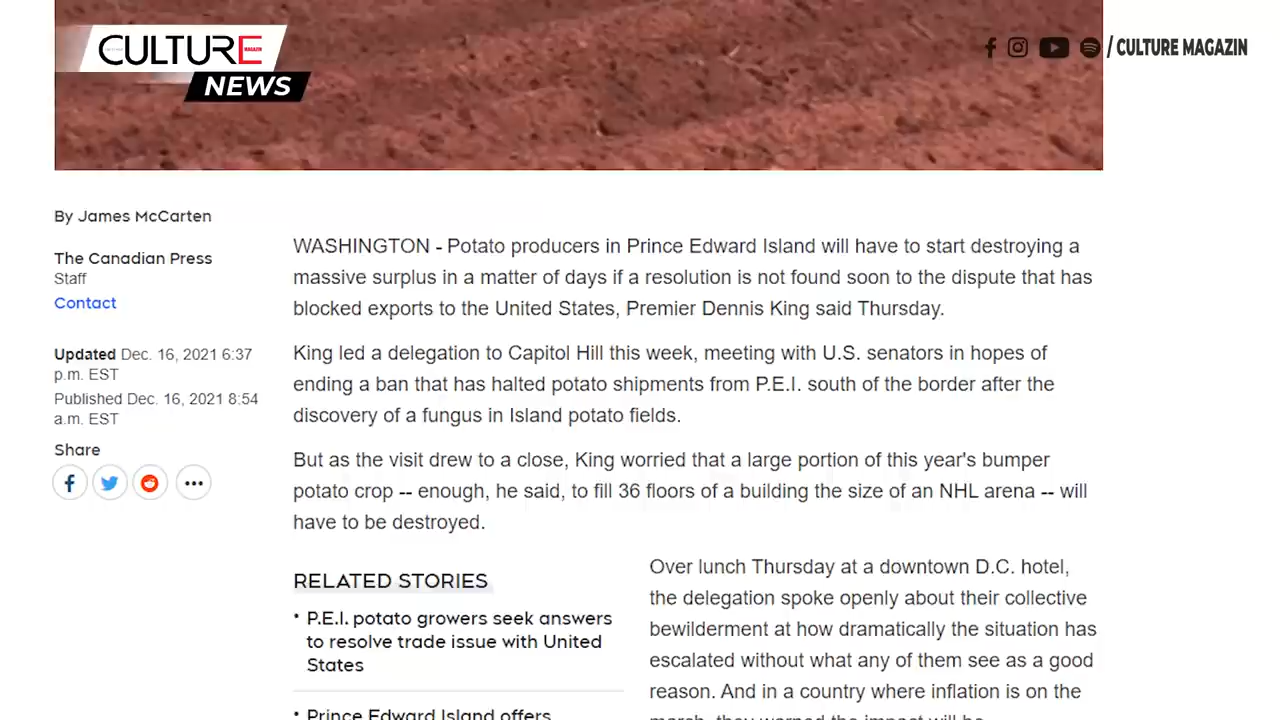 CULTURE
MAGAZIN
NEWS
/ CULTURE MAGAZIN
By James McCarten
The Canadian Press
Staff
Contact
Updated Dec. 16, 2021 6:37
p.m. EST
Published Dec. 16, 2021 8:54
a.m. EST
Share
WASHINGTON - Potato producers in Prince Edward Island will have to start destroying a
massive surplus in a matter of days if a resolution is not found soon to the dispute that has
blocked exports to the United States, Premier Dennis King said Thursday.
King led a delegation to Capitol Hill this week, meeting with U.S. senators in hopes of
ending a ban that has halted potato shipments from P.E.I. south of the border after the
discovery of a fungus in Island potato fields.
But as the visit drew to a close, King worried that a large portion of this year's bumper
potato crop -- enough, he said, to fill 36 floors of a building the size of an NHL arena -- will
have to be destroyed.
RELATED STORIES
• P.E.I. potato growers seek answers
to resolve trade issue with United
States
• Prince Edward Island offers
Over lunch Thursday at a downtown D.C. hotel,
the delegation spoke openly about their collective
bewilderment at how dramatically the situation has
escalated without what any of them see as a good
reason. And in a country where inflation is on the
march, they warned the impact will be